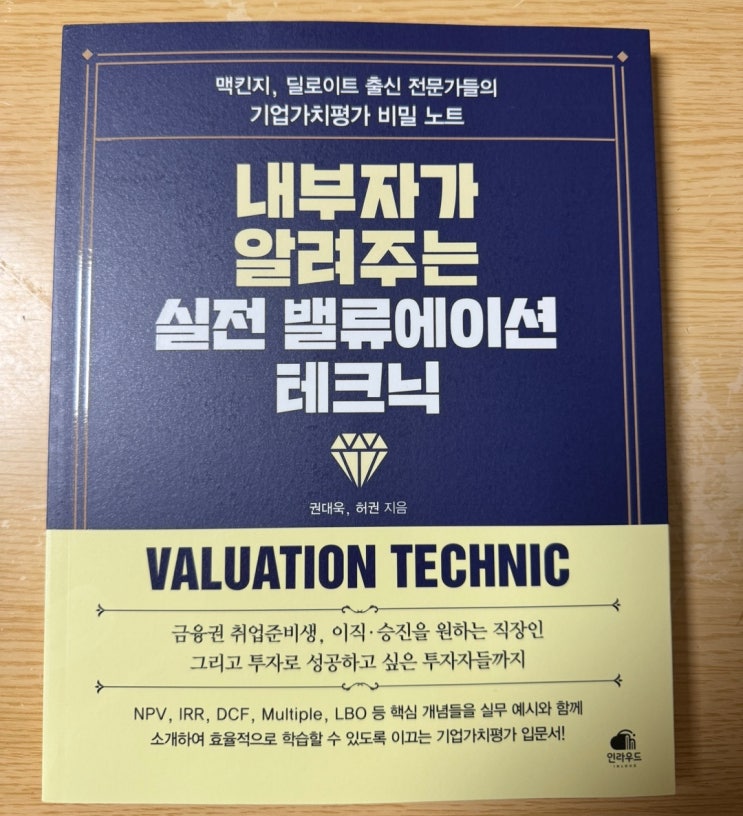 맥킨지, 딜로이트 출신 전문가들의
기업가치평가 비밀 노트
내부자가
알려주는
실전 밸류에이션
테크닉
권대욱, 허권 지음
VALUATION TECHNIC
금융권 취업준비생, 이직·승진을 원하는 직장인
그리고 투자로 성공하고 싶은 투자자들까지
NPV, IRR, DCF, Multiple, LBO 등 핵심 개념들을 실무 예시와 함께
소개하여 효율적으로 학습할 수 있도록 이끄는 기업가치평가 입문서!
인라우드